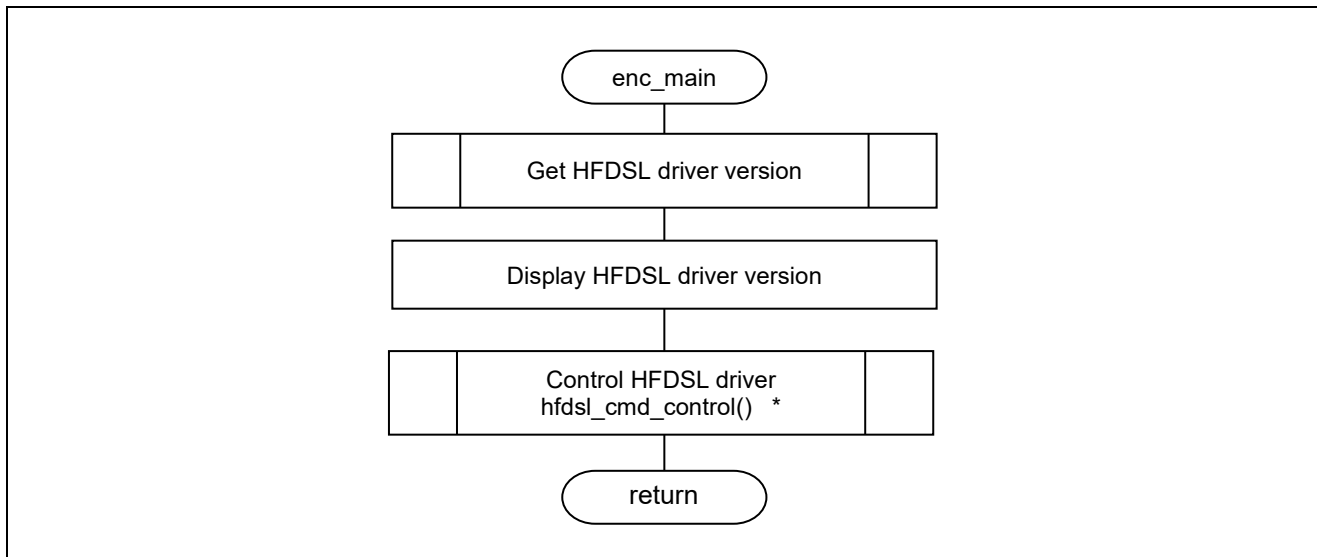 enc_main
Get HFDSL driver version
Display HFDSL driver version
Control HFDSL driver
hfdsl_cmd_control() *
return